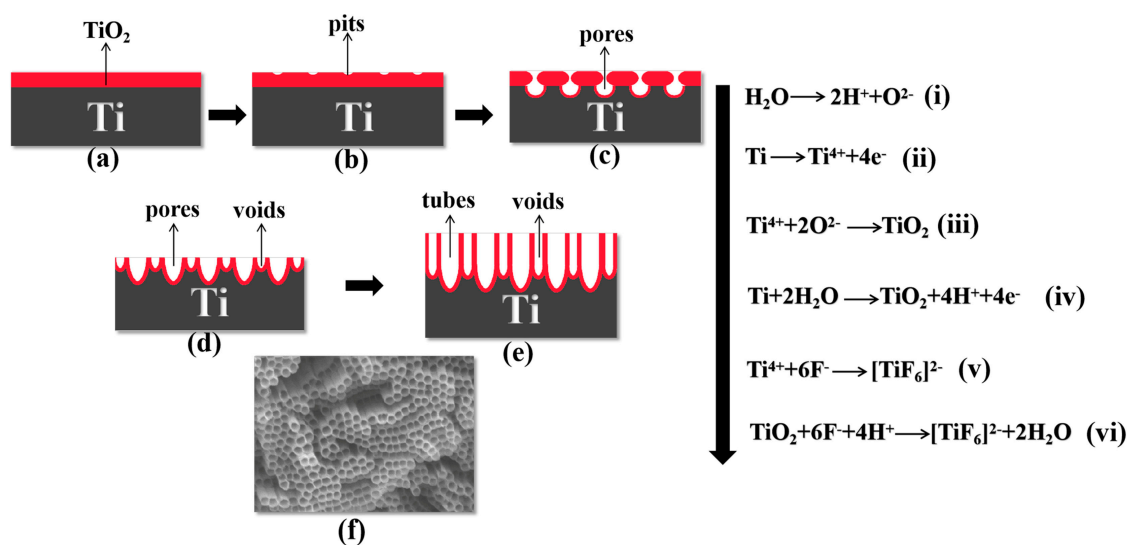 TiO₂
Ti
(a)
pits
Ti
(b)
pores
Ti
(c)
pores voids
Ti
(d)
tubes voids
Ti
(e)
(f)
H₂O→2H⁺+O²⁻ (i)
Ti→Ti⁴⁺+4e⁻ (ii)
Ti⁴⁺+2O²⁻→TiO₂ (iii)
Ti+2H₂O→TiO₂+4H⁺+4e⁻ (iv)
Ti⁴⁺+6F⁻→[TiF₆]²⁻ (v)
TiO₂+6F⁻+4H⁺→[TiF₆]²⁻+2H₂O (vi)